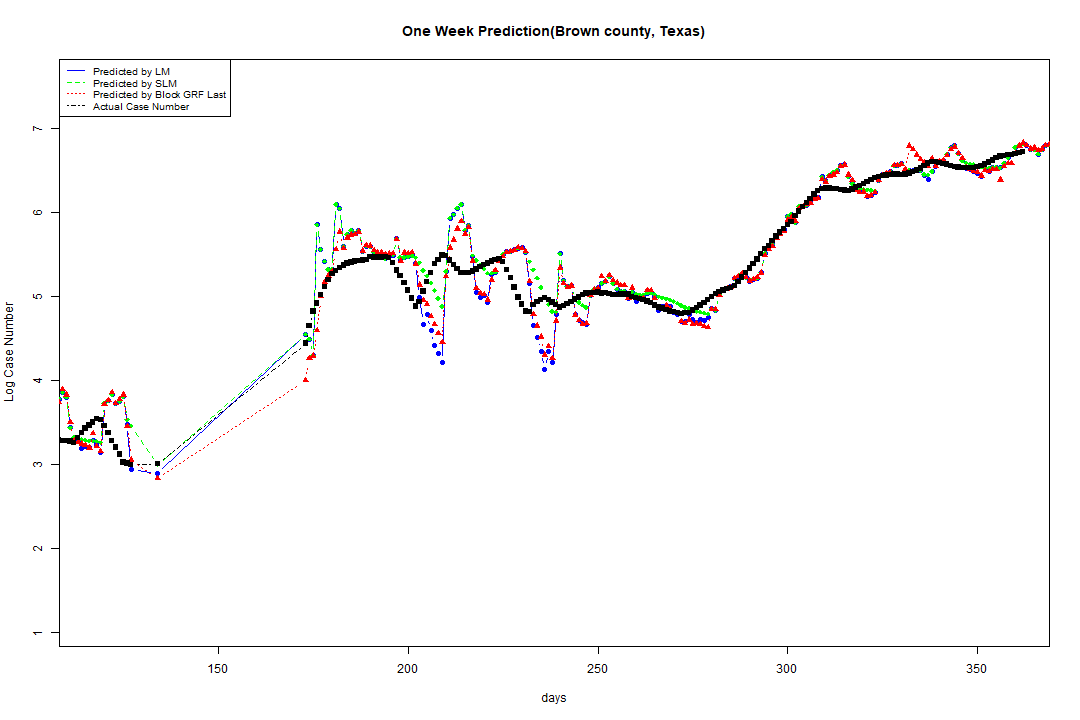 One Week Prediction(Brown county, Texas)
Predicted by LM
Predicted by SLM
Predicted by Block GRF Last
Actual Case Number
7
6
5
4
3
2
1
Log Case Number
150
200
250
300
350
days